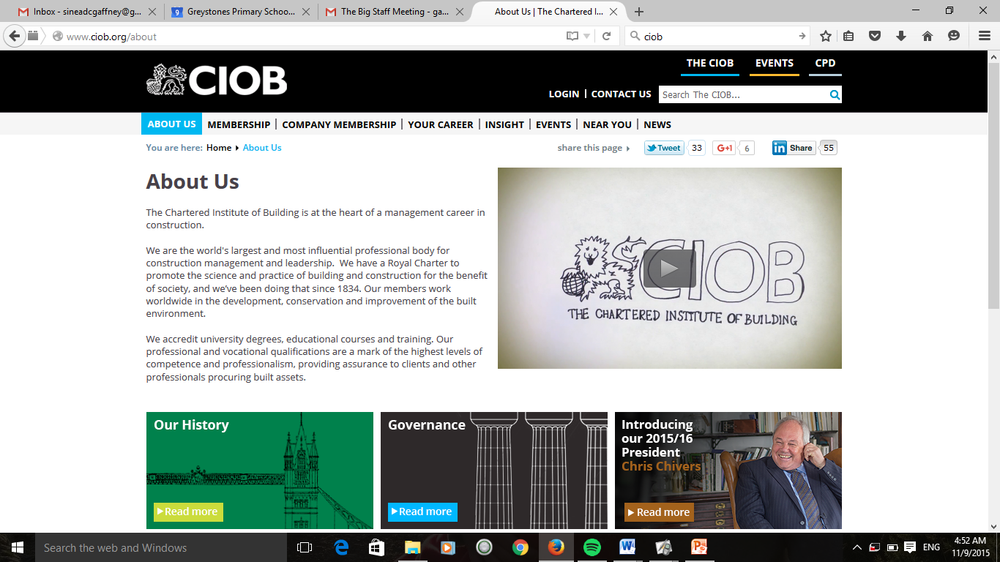 Inbox - sineadcgaffney@g...
Greystones Primary Schoo...
The Big Staff Meeting - ga...
About Us | The Chartered I...
www.ciob.org/about
ciob
CIOB
THE CIOB
EVENTS
CPD
LOGIN | CONTACT US
Search The CIOB...
ABOUT US
MEMBERSHIP | COMPANY MEMBERSHIP | YOUR CAREER | INSIGHT | EVENTS | NEAR YOU | NEWS
You are here: Home About Us
share this page
Tweet 33
G+1 6
in Share 55
About Us
The Chartered Institute of Building is at the heart of a management career in
construction.
We are the world's largest and most influential professional body for
construction management and leadership.  We have a Royal Charter to
promote the science and practice of building and construction for the benefit
of society, and we've been doing that since 1834. Our members work
worldwide in the development, conservation and improvement of the built
environment.
We accredit university degrees, educational courses and training. Our
professional and vocational qualifications are a mark of the highest levels of
competence and professionalism, providing assurance to clients and other
professionals procuring built assets.
CIOB
THE CHARTERED INSTITUTE OF BUILDING
Our History
Read more
Governance
Read more
Introducing
our 2015/16
President
Chris Chivers
Read more
Search the web and Windows
ENG
4:52 AM
11/9/2015